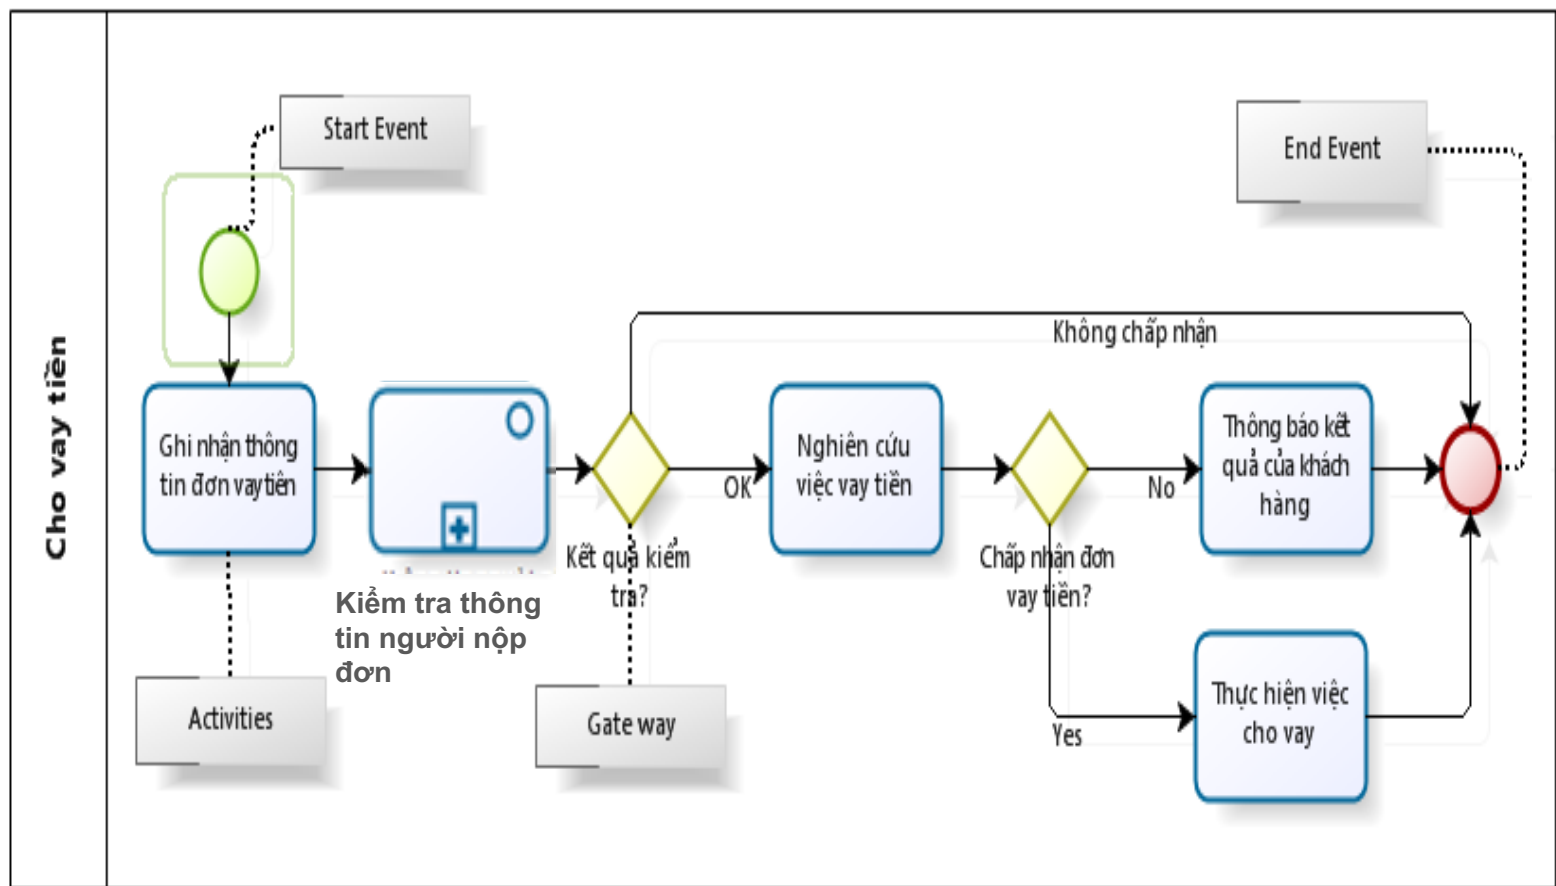 Cho vay tiền
Start Event
End Event
Không chấp nhận
Ghi nhận thông
tin đơn vay tiên
Kiểm tra thông
tin người nộp
đơn
Kết quả kiểm
tra?
OK
Nghiên cứu
việc vay tiền
Chấp nhận đơn
vay tiền?
No
Thông báo kết
quả của khách
hàng
Yes
Thực hiện việc
cho vay
Activities
Gate way